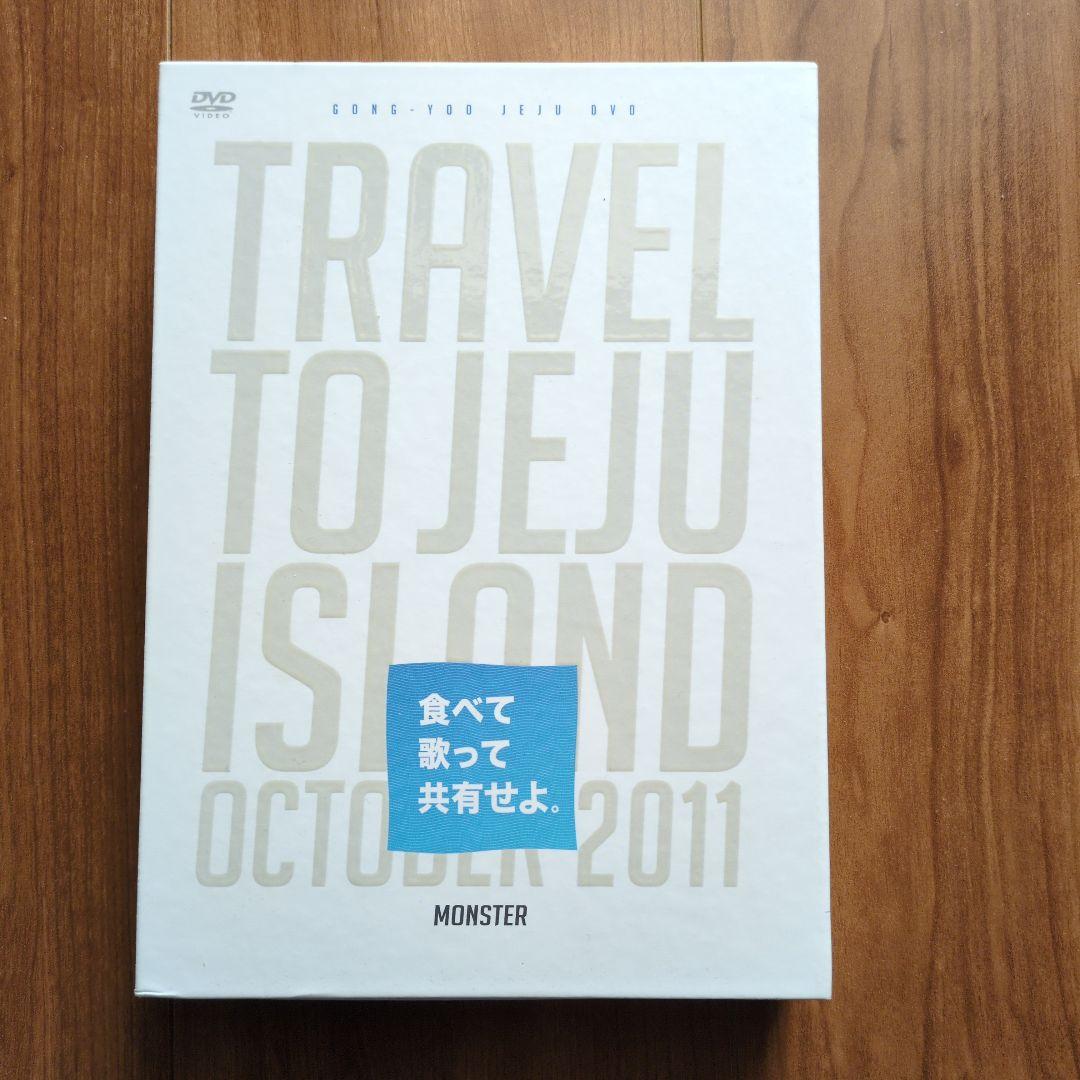 DVD
VIDEO
GONG-YOO JEJU DVD
TRAVEL
TO JEJU
ISLAND
食べて
歌って
共有せよ。
OCTOBER 2011
MONSTER